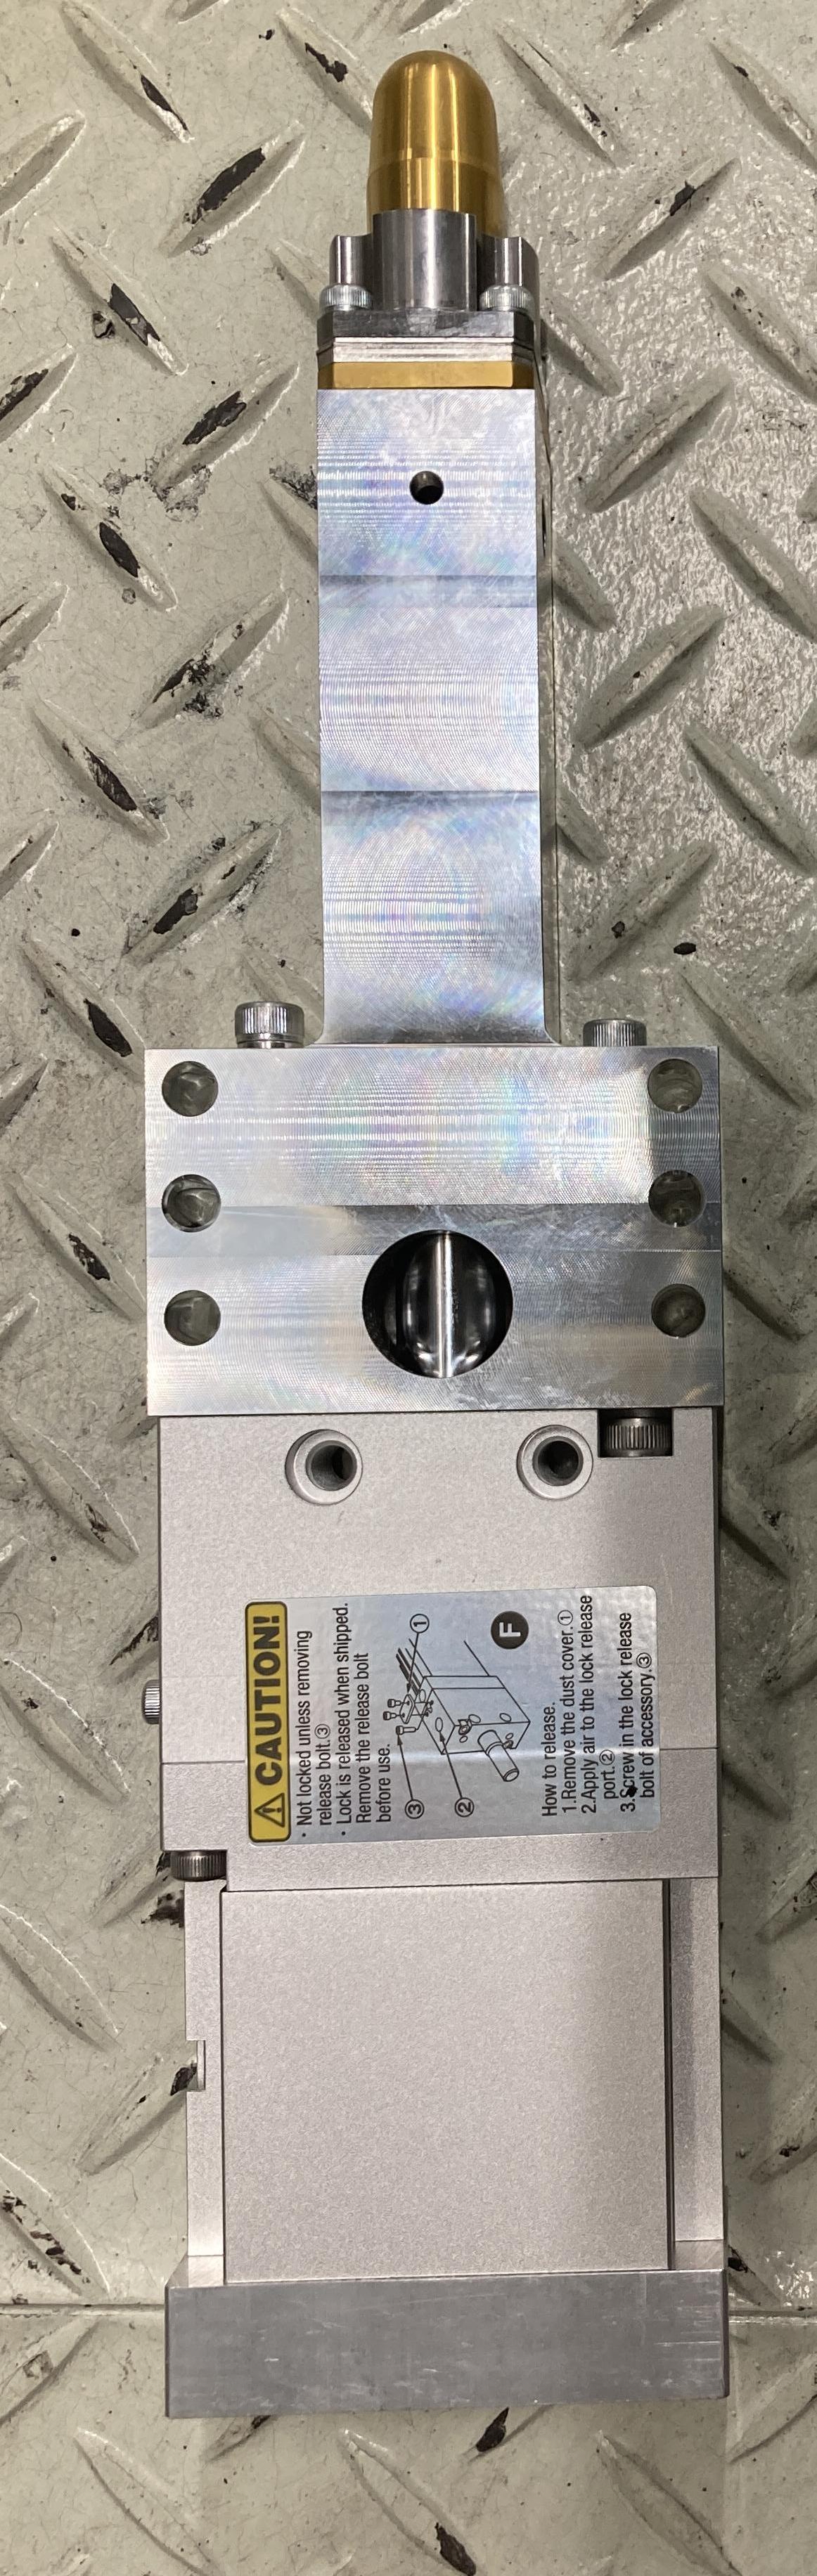 CAUTION!
· Not locked unless removing
release bolt.③
· Lock is released when shipped.
Remove the release bolt
before use.
①
③
②
F
How to release.
1.Remove the dust cover.①
2.Apply air to the lock release
port.②
3.Screw in the lock release
bolt of accessory.③